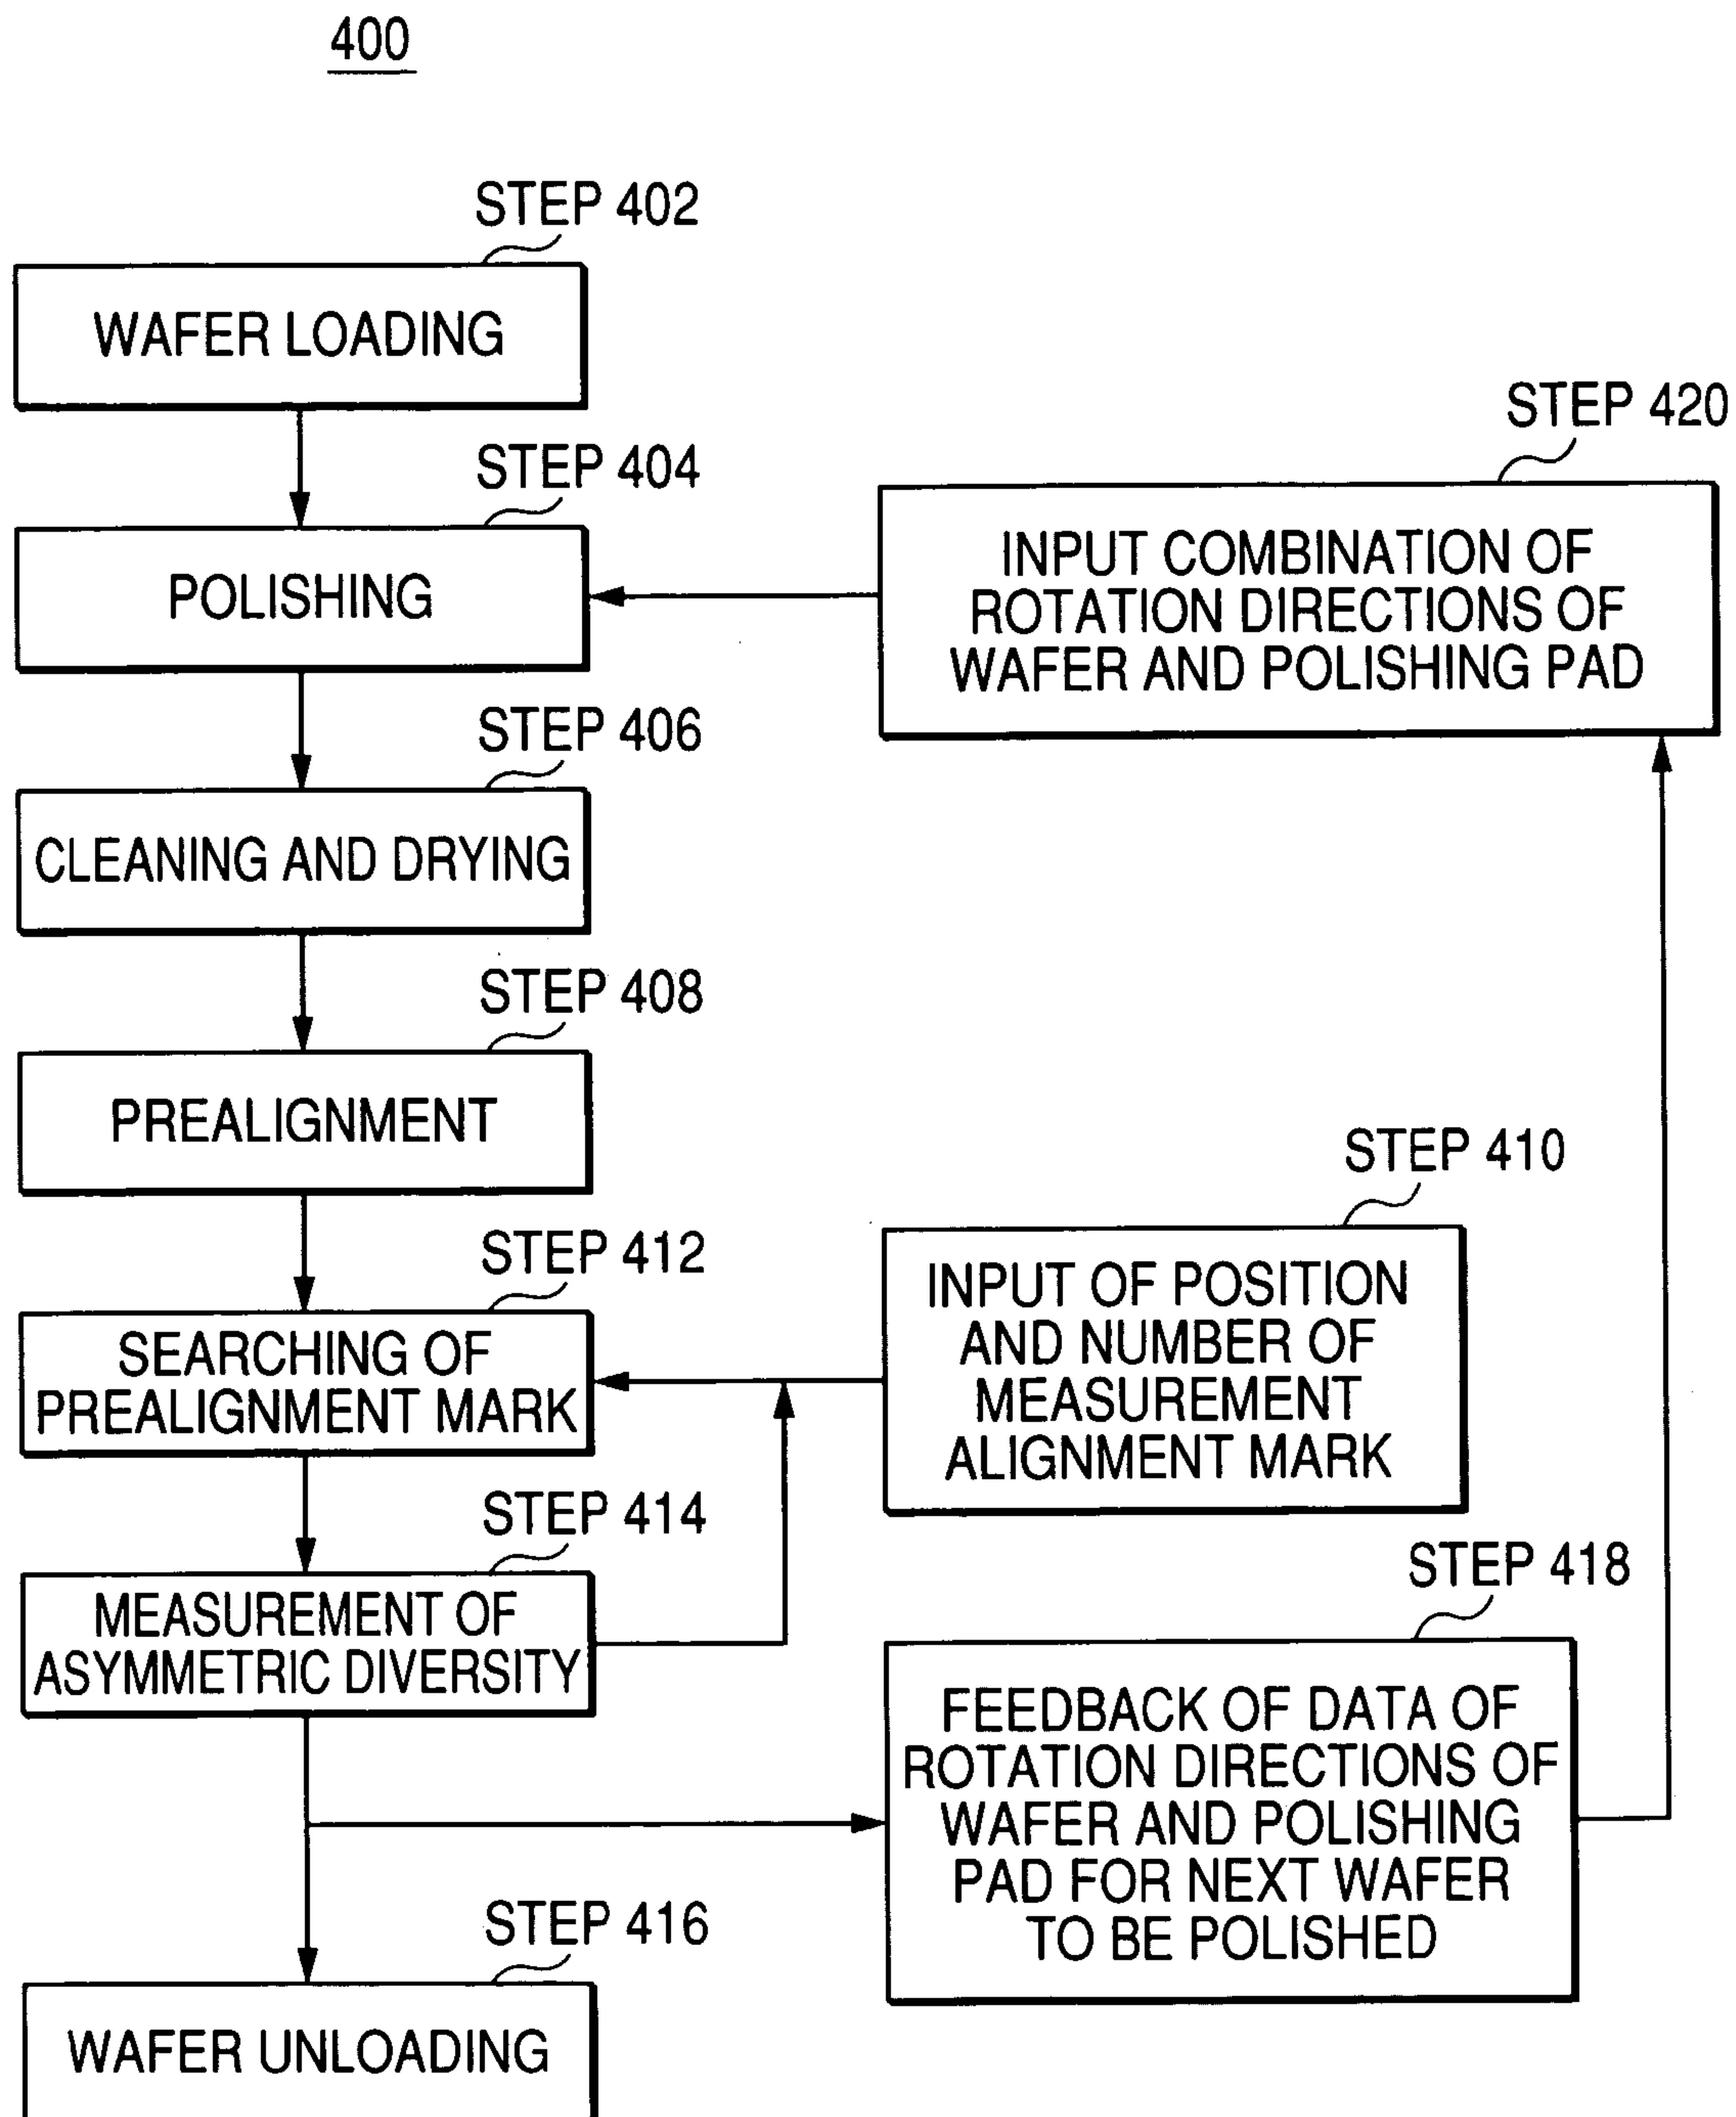 400
STEP 402
WAFER LOADING
STEP 404
POLISHING
STEP 420
INPUT COMBINATION OF
ROTATION DIRECTIONS OF
WAFER AND POLISHING PAD
STEP 406
CLEANING AND DRYING
STEP 408
PREALIGNMENT
STEP 410
INPUT OF POSITION
AND NUMBER OF
MEASUREMENT
ALIGNMENT MARK
STEP 412
SEARCHING OF
PREALIGNMENT MARK
STEP 414
MEASUREMENT OF
ASYMMETRIC DIVERSITY
STEP 418
FEEDBACK OF DATA OF
ROTATION DIRECTIONS OF
WAFER AND POLISHING
PAD FOR NEXT WAFER
TO BE POLISHED
STEP 416
WAFER UNLOADING